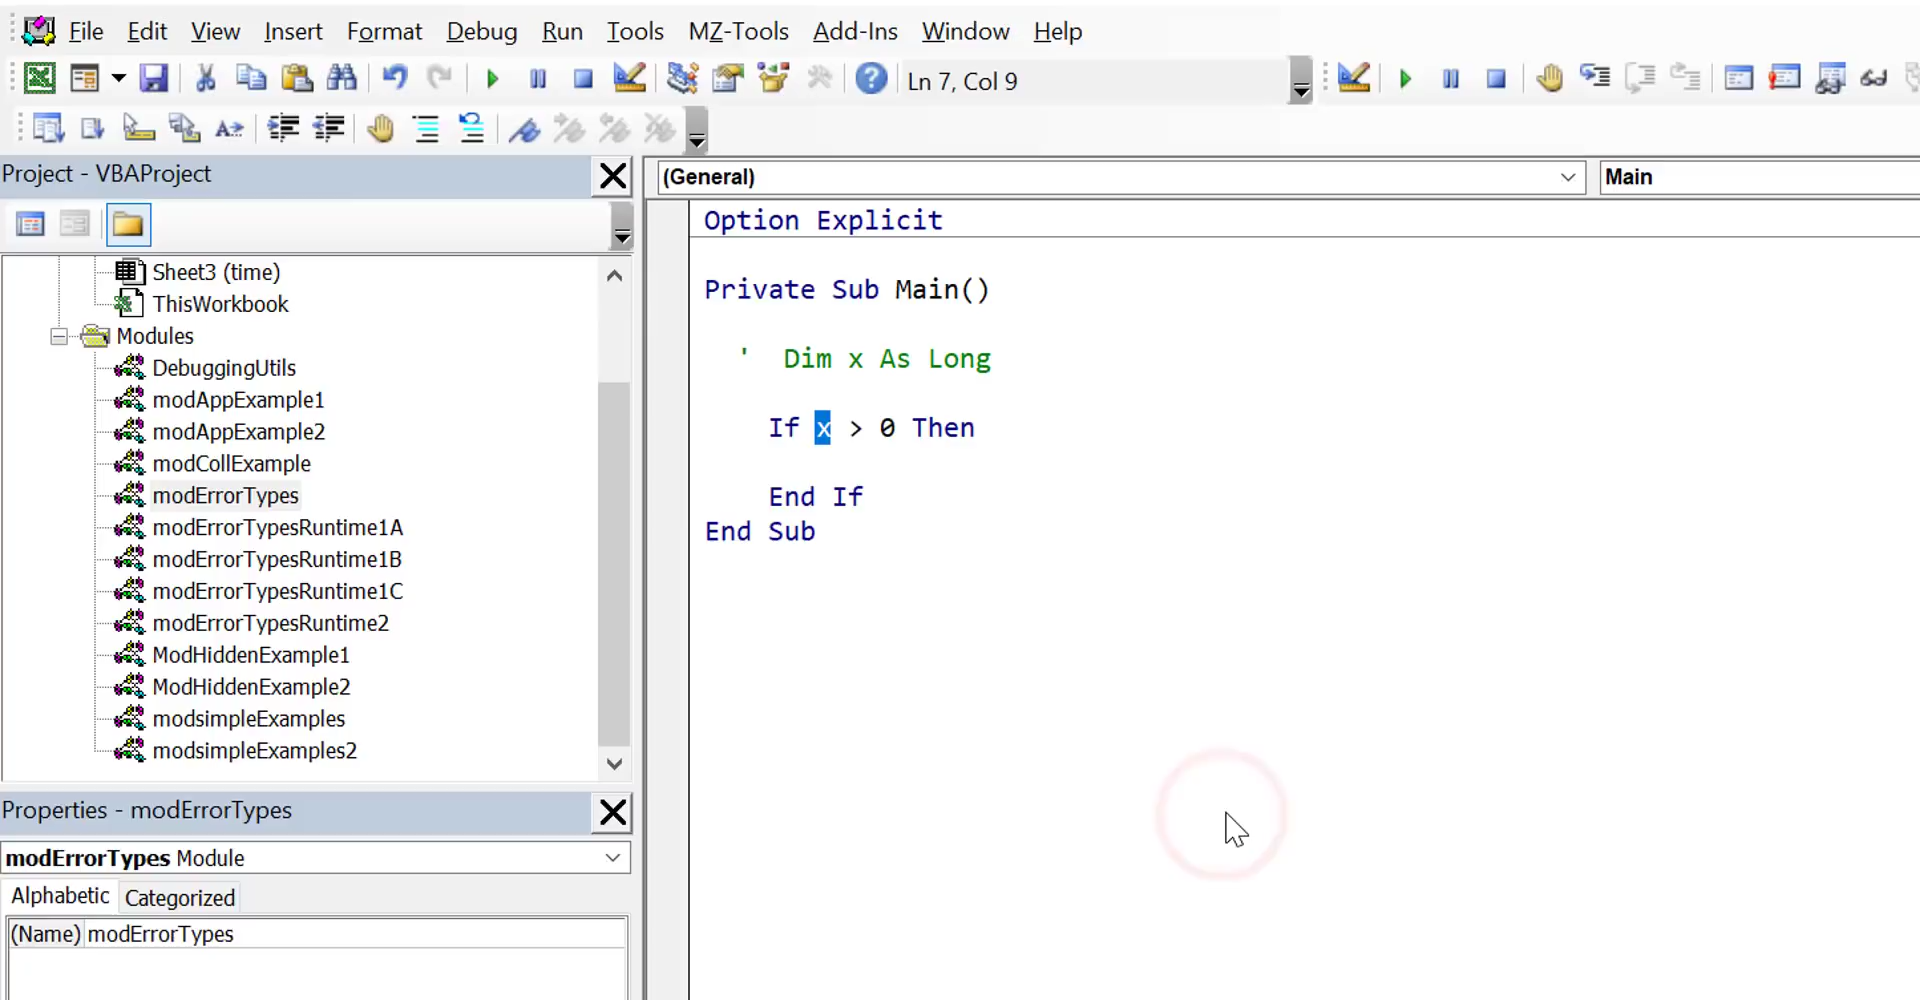 File Edit View Insert Format Debug Run Tools MZ-Tools Add-Ins Window Help
Ln 7, Col 9
Project - VBAProject
Sheet3 (time)
ThisWorkbook
Modules
DebuggingUtils
modAppExample1
modAppExample2
modCollExample
modErrorTypes
modErrorTypesRuntime1A
modErrorTypesRuntime1B
modErrorTypesRuntime1C
modErrorTypesRuntime2
ModHiddenExample1
ModHiddenExample2
modsimpleExamples
modsimpleExamples2
Properties - modErrorTypes
modErrorTypes Module
Alphabetic Categorized
(Name) modErrorTypes
(General) Main
Option Explicit
Private Sub Main()
' Dim x As Long
If x > 0 Then
End If
End Sub